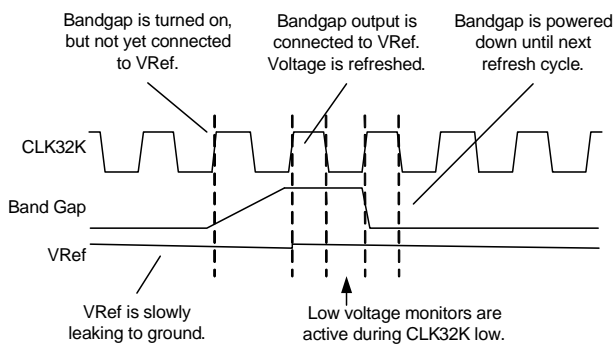 Bandgap is turned on,
but not yet connected
to VRef.
Bandgap output is
connected to VRef.
Voltage is refreshed.
Bandgap is powered
down until next
refresh cycle.
CLK32K
Band Gap
VRef
VRef is slowly
leaking to ground.
Low voltage monitors are
active during CLK32K low.